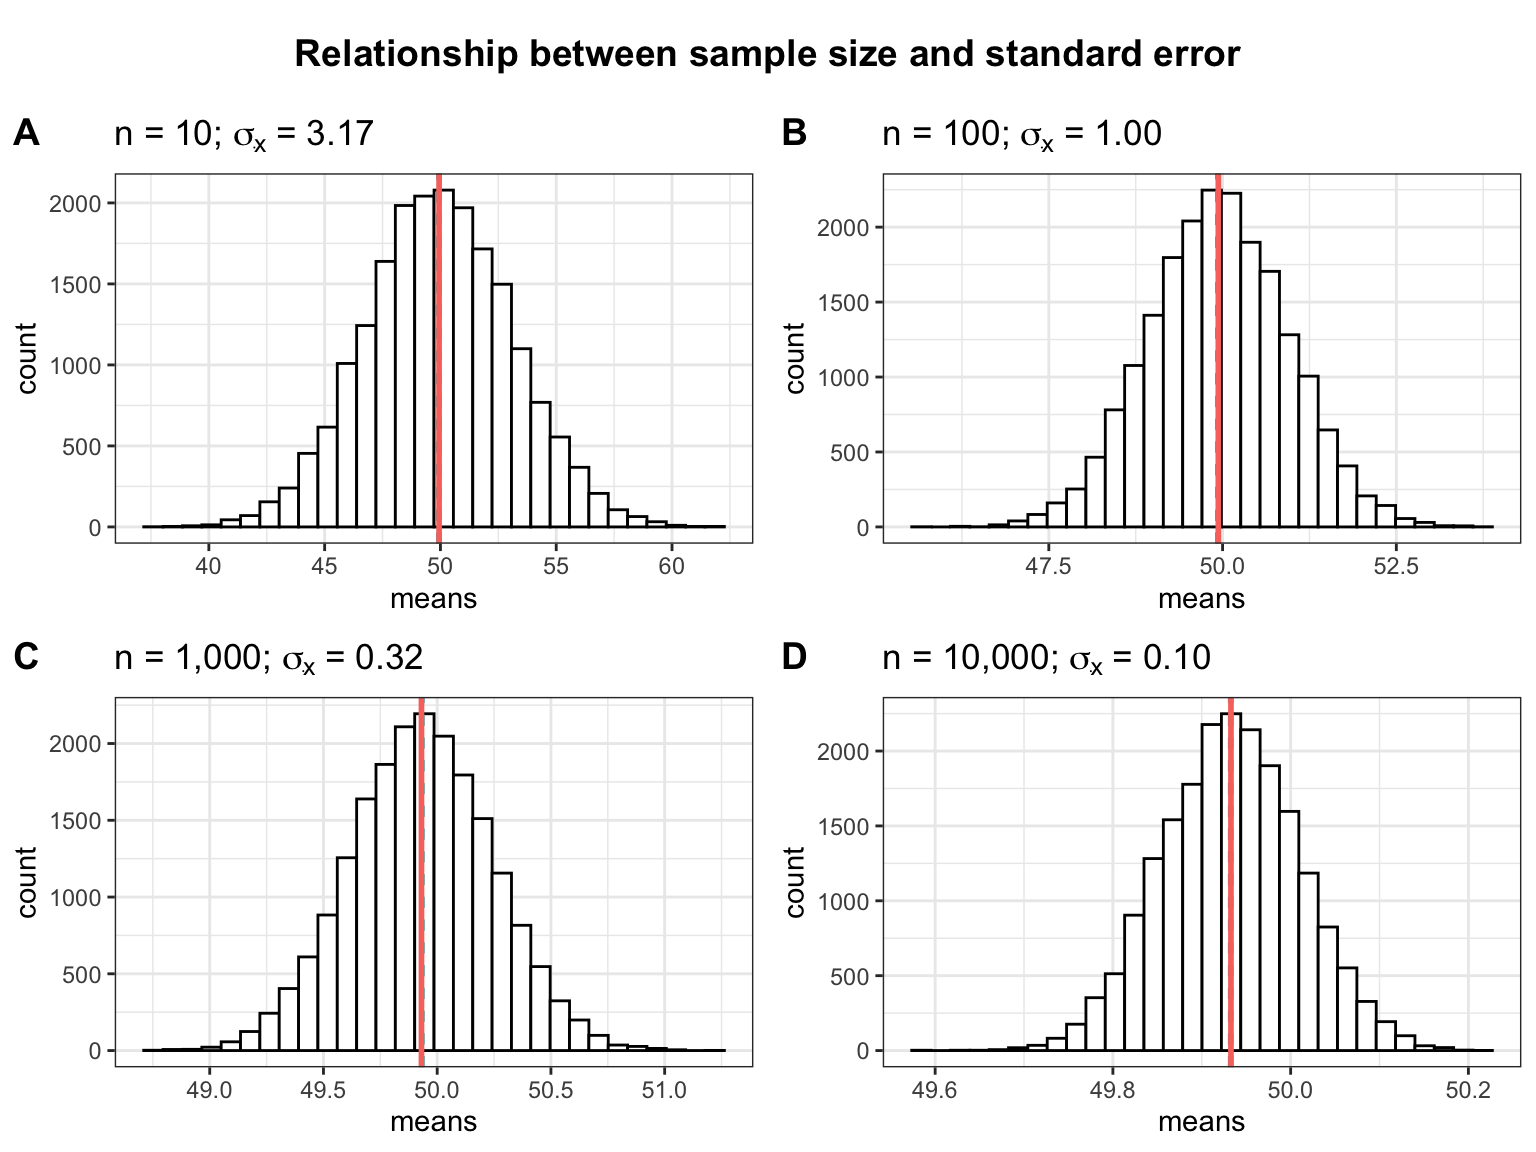 Relationship between sample size and standard error
A n = 10; σx = 3.17
2000
1500
1000
500
0
count
40 45 50 55 60
means
B n = 100; σx = 1.00
2000
1500
1000
500
0
count
47.5 50.0 52.5
means
C n = 1,000; σx = 0.32
2000
1500
1000
500
0
count
49.0 49.5 50.0 50.5 51.0
means
D n = 10,000; σx = 0.10
2000
1500
1000
500
0
count
49.6 49.8 50.0 50.2
means